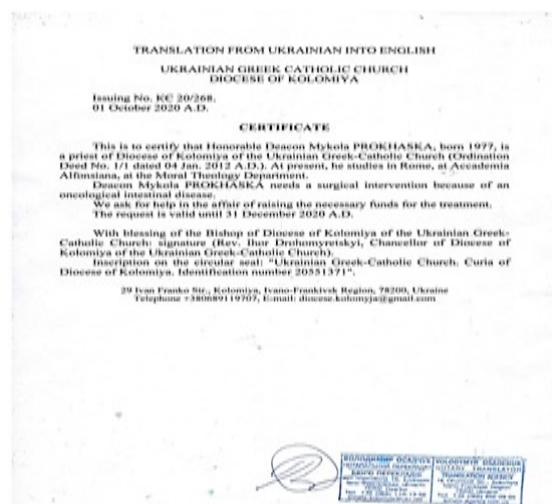 TRANSLATION FROM UKRAINIAN INTO ENGLISH
UKRAINIAN GREEK CATHOLIC CHURCH
DIOCESE OF KOLOMIYA
Issuing No. KC 20/268.
01 October 2020 A.D.
CERTIFICATE
This is to certify that Honorable Deacon Mykola PROKHASKA, born 1977, is
a priest of Diocese of Kolomiya of the Ukrainian Greek-Catholic Church (Ordination
Deed No. 1/1 dated 04 Jan. 2012 A.D.). At present, he studies in Rome, at Accademia
Alfonsiana, at the Moral Theology Department.
Deacon Mykola PROKHASKA needs a surgical intervention because of an
oncological intestinal disease.
We ask for help in the affair of raising the necessary funds for the treatment.
The request is valid until 31 December 2020 A.D.
With blessing of the Bishop of Diocese of Kolomiya of the Ukrainian Greek-
Catholic Church: signature (Rev. Ihor Drohomyretskyi, Chancellor of Diocese of
Kolomiya of the Ukrainian Greek-Catholic Church).
Inscription on the circular seal: "Ukrainian Greek-Catholic Church. Curia of
Diocese of Kolomiya. Identification number 20551371".
29 Ivan Franko Str., Kolomiya, Ivano-Frankivsk Region, 78200, Ukraine
Telephone +380689119707, E-mail: diocese.kolomyja@gmail.com
TRANSLATION AGENCY